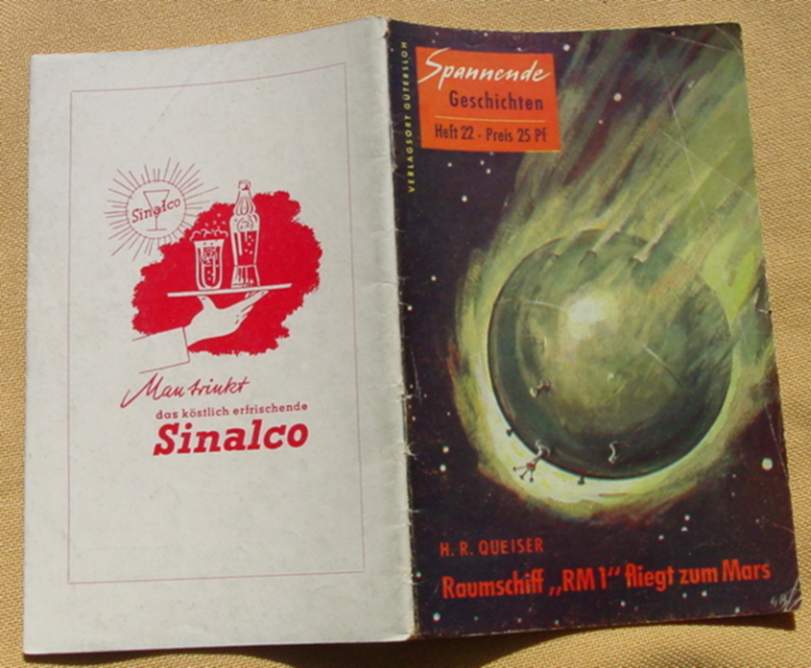 Sinalco
Man trinkt
das köstlich erfrischende
Sinalco
VERLAGSORT GÜTERSLOH
Spannende
Geschichten
Heft 22 - Preis 25 Pf
H. R. QUEISER
Raumschiff „RM 1" fliegt zum Mars